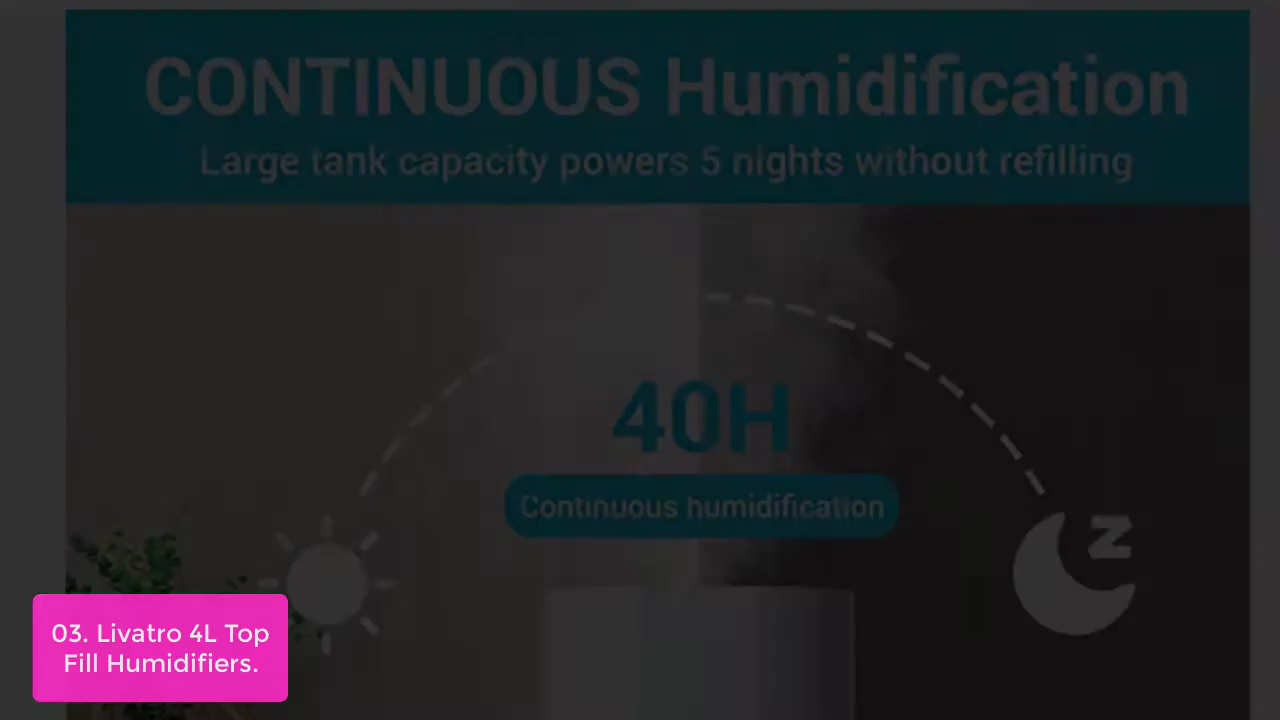 CONTINUOUS Humidification
Large tank capacity powers 5 nights without refilling
40H
Continuous humidification
Z
03. Livatro 4L Top
Fill Humidifiers.